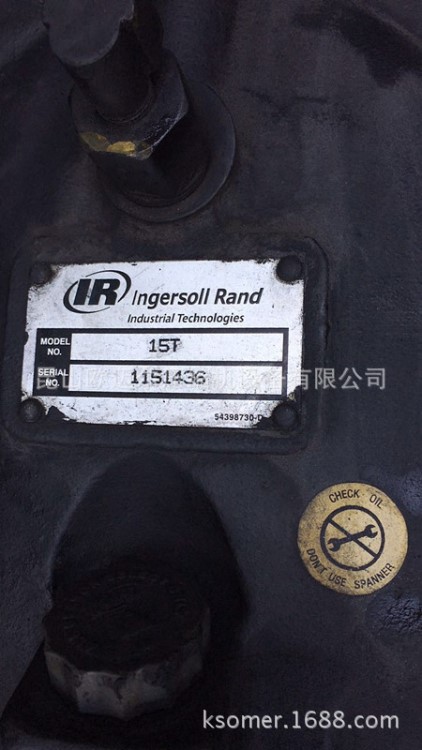 IR Ingersoll Rand
Industrial Technologies
MODEL NO. 15T
SERIAL NO. 1151436
54398730-D
CHECK OIL
DON'T USE SPANNER
有限公司
ksomer.1688.com